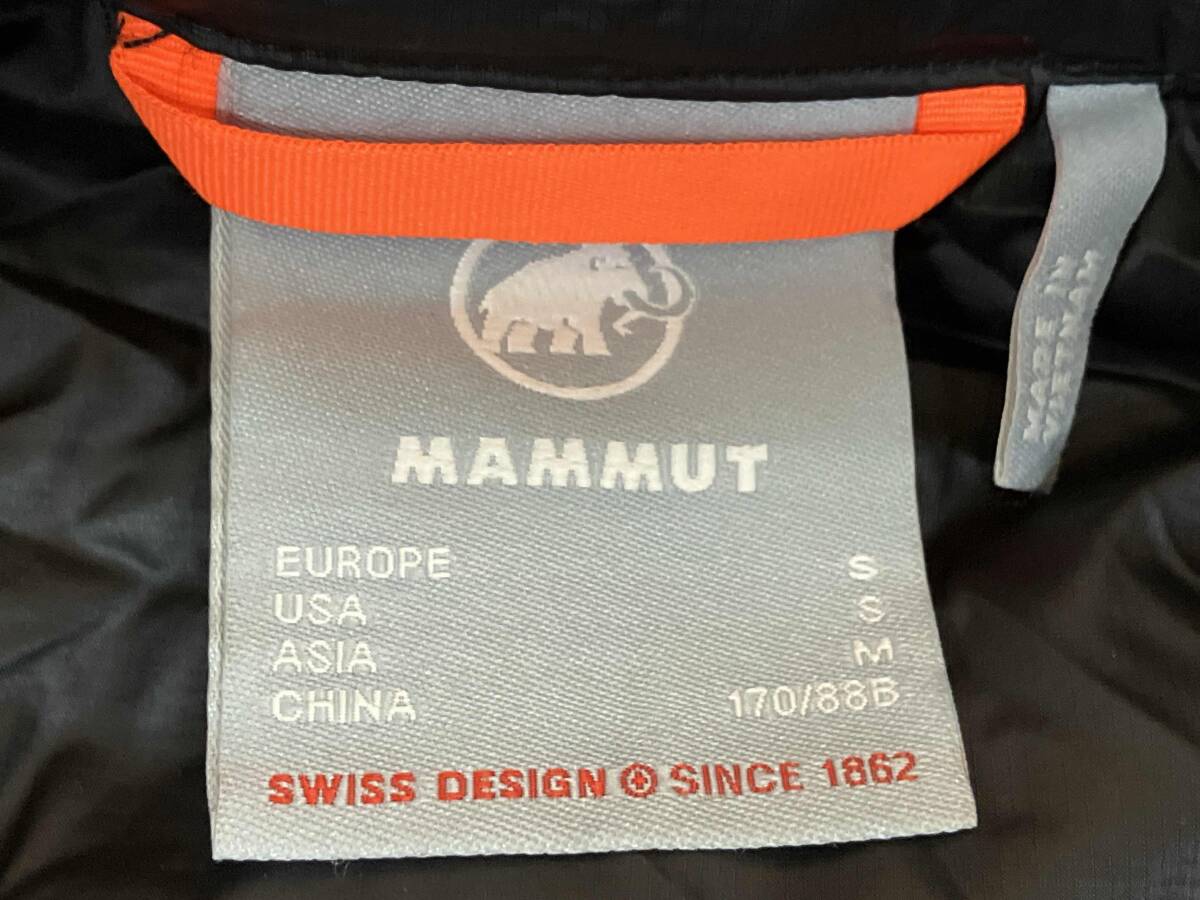 MAMMUT
EUROPE S
USA S
ASIA M
CHINA 170/88B
SWISS DESIGN SINCE 1862
MADE IN
VIETNAM